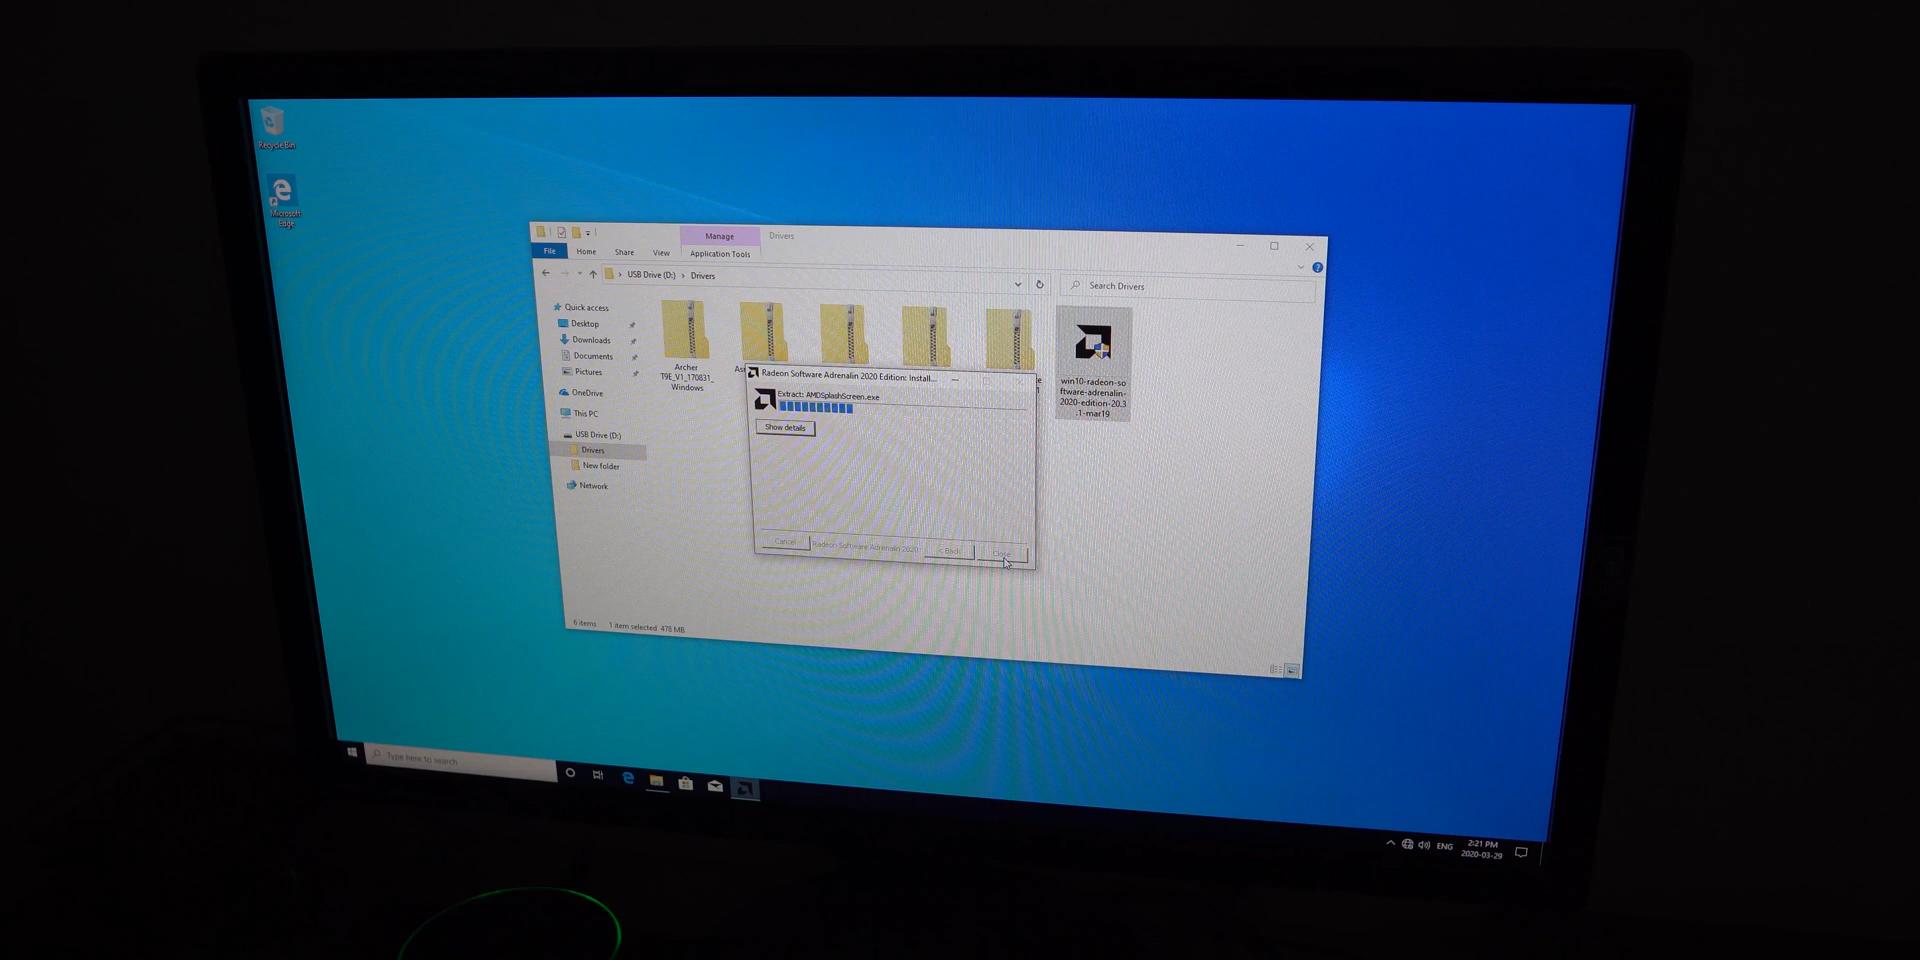 Recycle Bin
Microsoft
Edge
Manage
Drivers
File
Home
Share
View
Application Tools
USB Drive (D:)
Drivers
Search Drivers
Quick access
Desktop
Downloads
Documents
Pictures
OneDrive
This PC
USB Drive (D:)
Drivers
New folder
Network
Archer
T9E_V1_170831_
Windows
win10-radeon-so
ftware-adrenalin-
2020-edition-20.3
.1-mar19
Radeon Software Adrenalin 2020 Edition: Install...
Extract: AMDSplashScreen.exe
Show details
Cancel
Radeon Software Adrenalin 2020
< Back
Close
6 items
1 item selected 478 MB
Type here to search
ENG
2:21 PM
2020-03-29